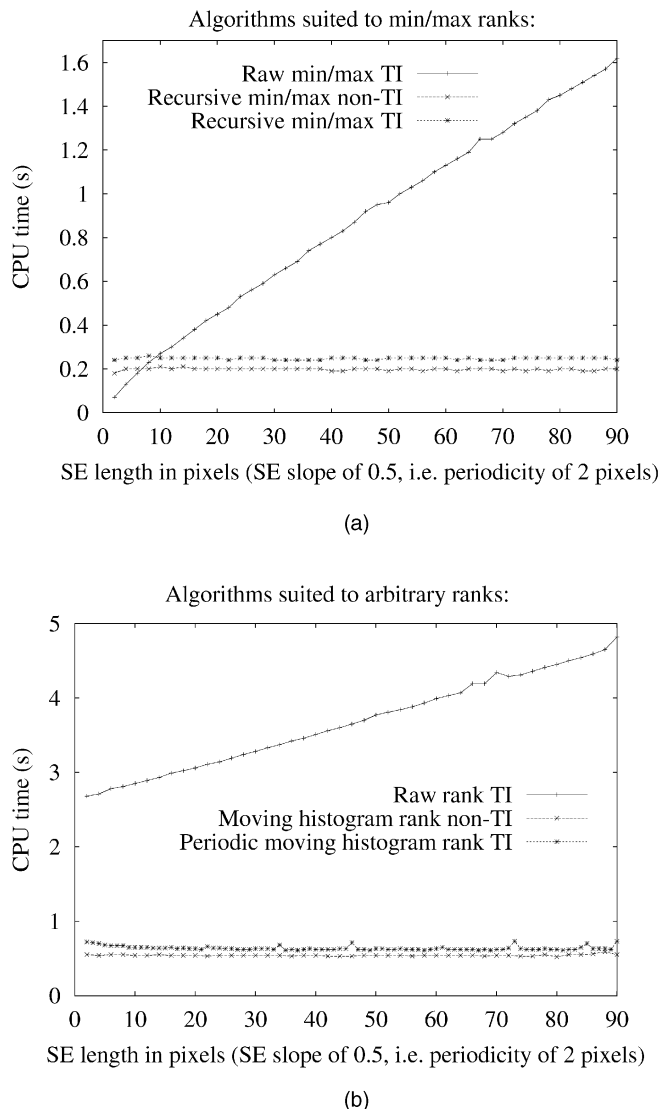 Algorithms suited to min/max ranks:
1.6
1.4
1.2
1
0.8
0.6
0.4
0.2
0
CPU time (s)
Raw min/max TI
Recursive min/max non-TI
Recursive min/max TI
0 10 20 30 40 50 60 70 80 90
SE length in pixels (SE slope of 0.5, i.e. periodicity of 2 pixels)
(a)
Algorithms suited to arbitrary ranks:
5
4
3
2
1
0
CPU time (s)
Raw rank TI
Moving histogram rank non-TI
Periodic moving histogram rank TI
0 10 20 30 40 50 60 70 80 90
SE length in pixels (SE slope of 0.5, i.e. periodicity of 2 pixels)
(b)